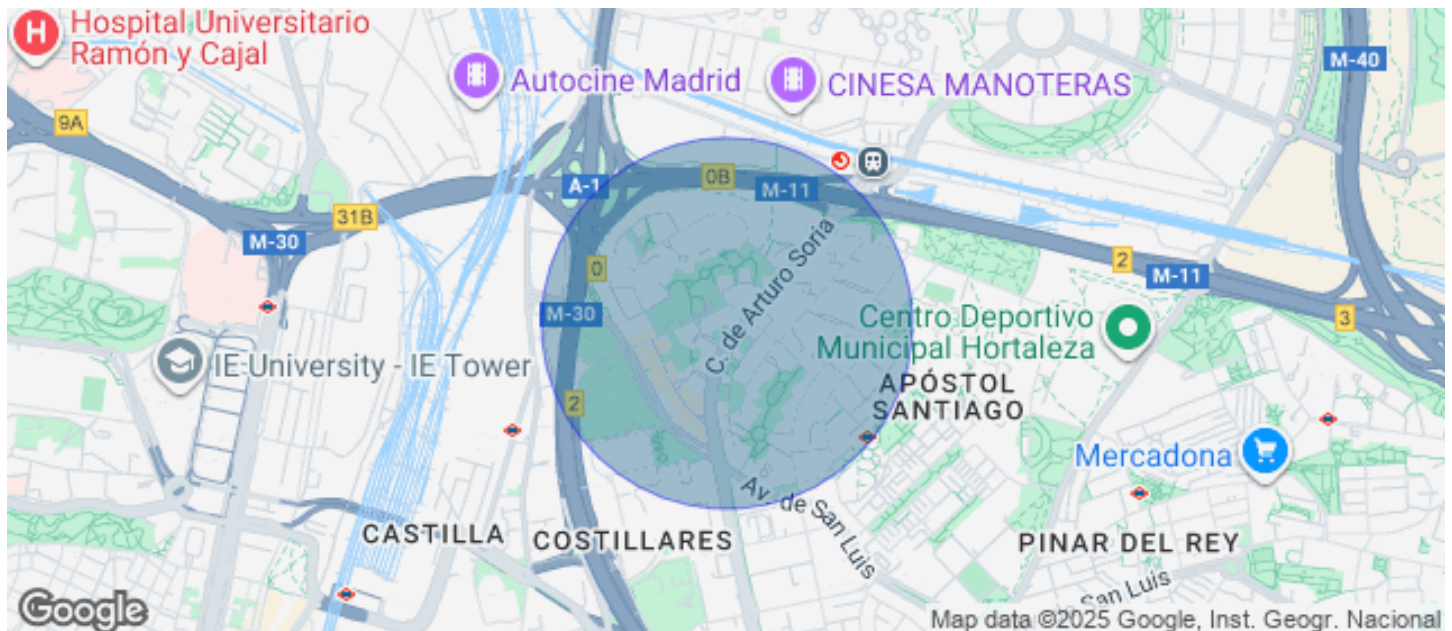 Hospital Universitario
Ramón y Cajal
H
Autocine Madrid
CINESA MANOTERAS
M-40
9A
A-1
0B
M-11
31B
M-30
0
M-30
C. de Arturo Soria
2
M-11
3
Centro Deportivo
Municipal Hortaleza
IE University - IE Tower
APÓSTOL
SANTIAGO
2
Mercadona
Av. de San Luis
CASTILLA
COSTILLARES
PINAR DEL REY
San Luis
Google
Map data ©2025 Google, Inst. Geogr. Nacional